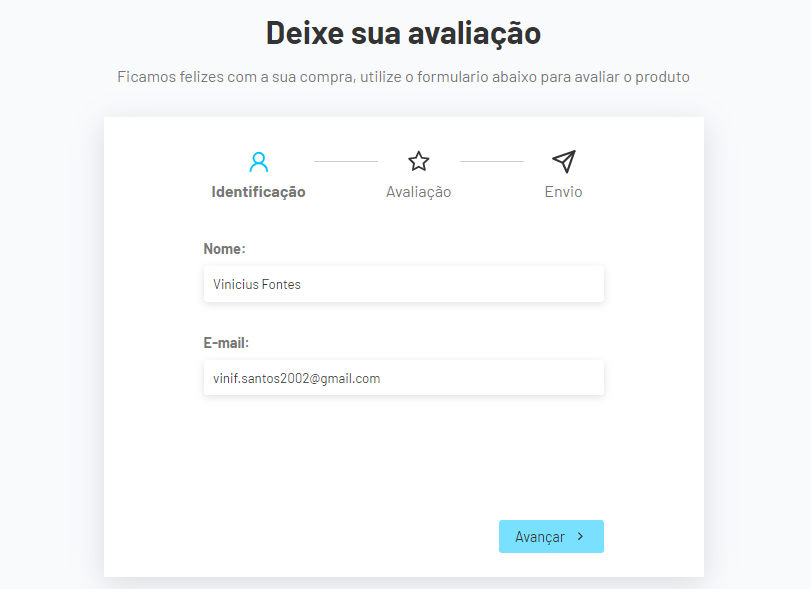 Deixe sua avaliação
Ficamos felizes com a sua compra, utilize o formulario abaixo para avaliar o produto
Identificação
Avaliação
Envio
Nome:
Vinicius Fontes
E-mail:
vinif.santos2002@gmail.com
Avançar